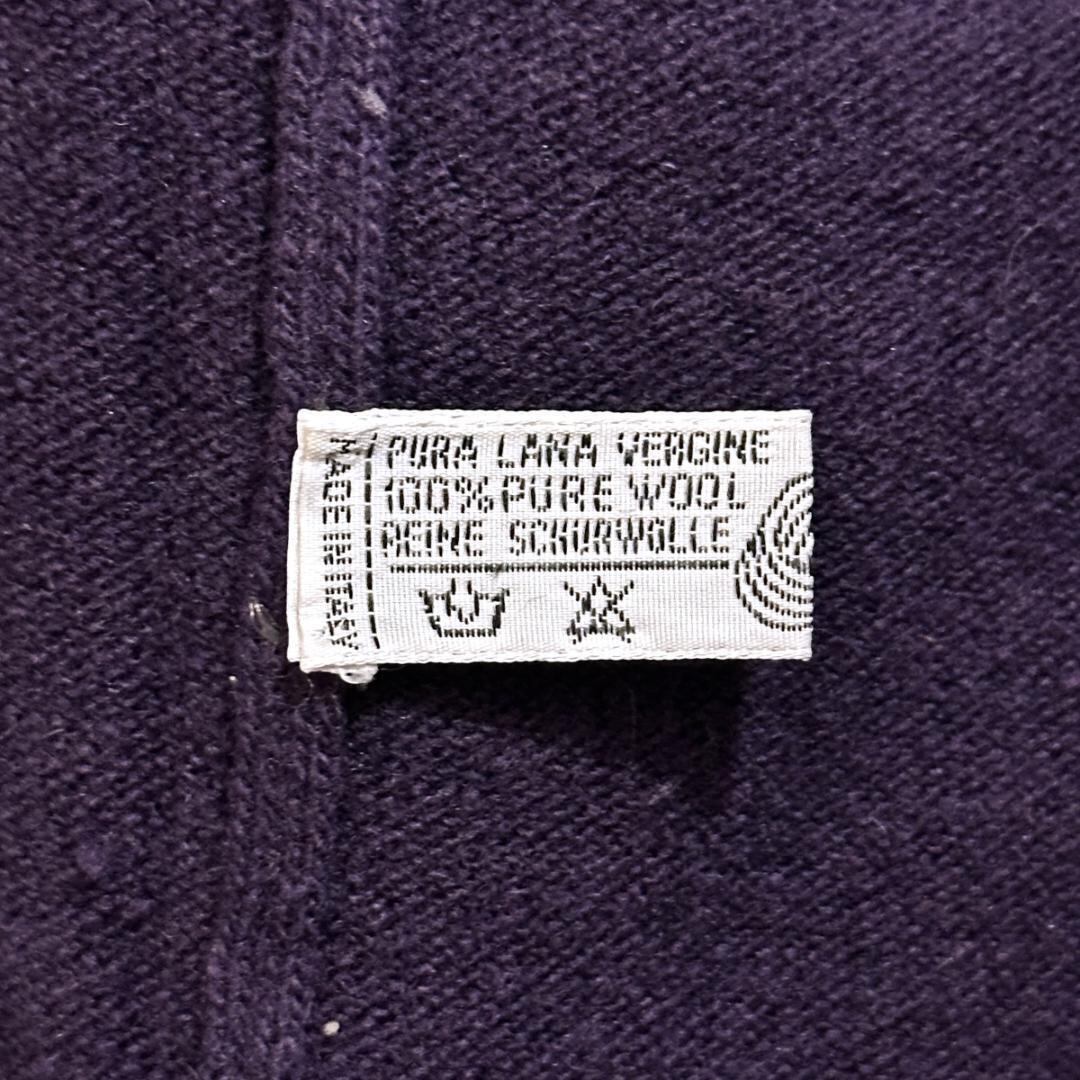 MADE IN ITALY
PURA LANA VERGINE
100% PURE WOOL
REINE SCHURWOLLE